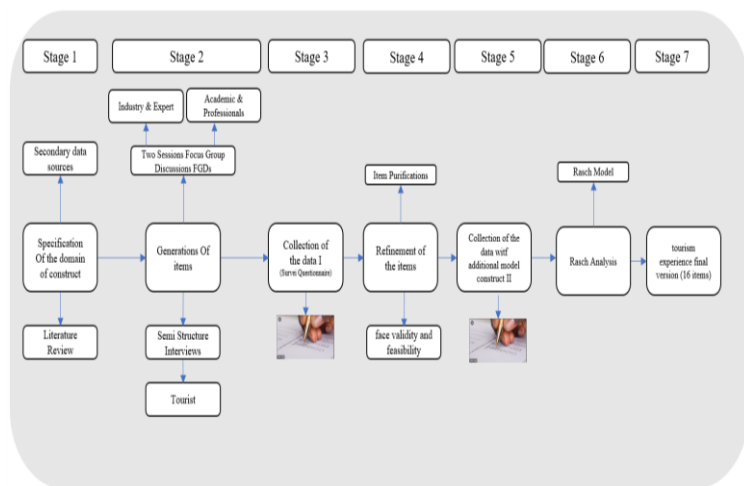 Stage 1
Stage 2
Stage 3
Stage 4
Stage 5
Stage 6
Stage 7
Industry & Expert
Academic &
Professionals
Secondary data
sources
Two Sessions Focus Group
Discussions FGDs
Item Purifications
Rasch Model
Specification
Of the domain
of construct
Generations Of
items
Collection of
the data I
(Survei Questionnaire)
Refinement of
the items
Collection of the
data witf
additional model
construct II
Rasch Analysis
tourism
experience final
version (16 items)
Literature
Review
Semi Structure
Interviews
face validity and
feasibility
Tourist